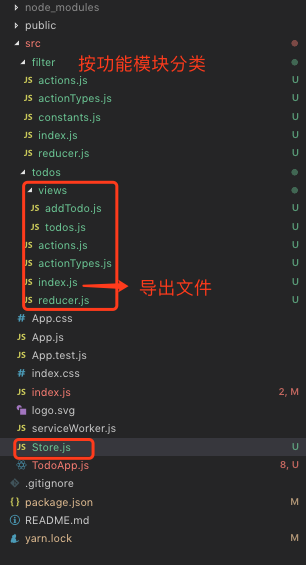 node_modules
public
src
filter
按功能模块分类
JS actions.js U
JS actionTypes.js U
JS constants.js U
JS index.js U
JS reducer.js U
todos
views
JS addTodo.js U
JS todos.js U
JS actions.js U
JS actionTypes.js U
JS index.js U
导出文件
JS reducer.js U
# App.css
JS App.js
JS App.test.js
# index.css
JS index.js 2, M
logo.svg
JS serviceWorker.js
JS Store.js U
TodoApp.js 8, U
.gitignore
package.json M
README.md
yarn.lock M